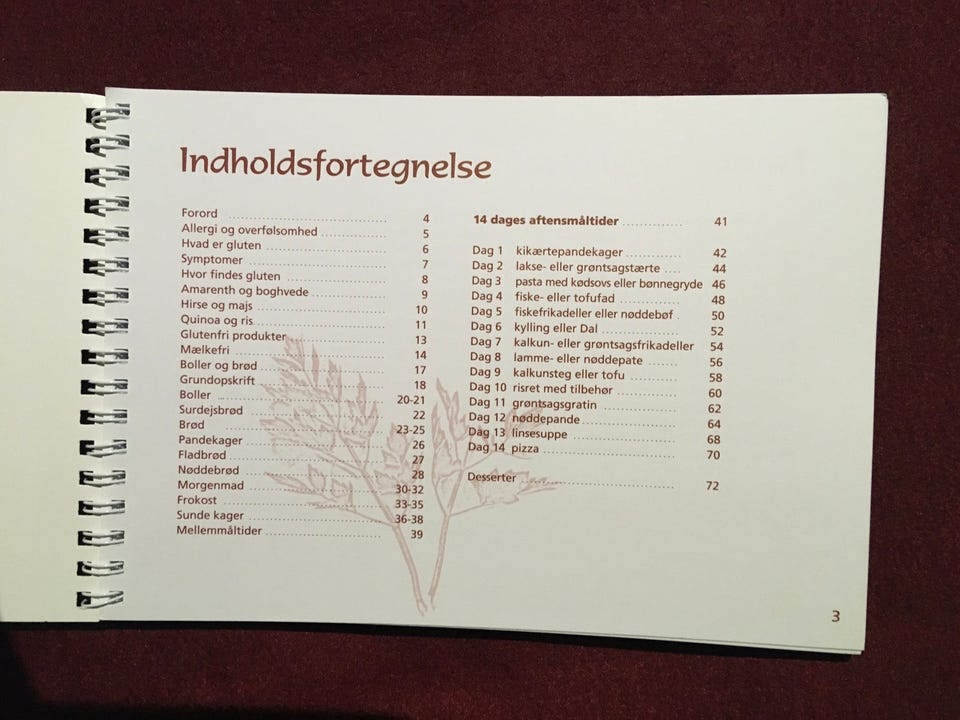 Indholdsfortegnelse
Forord ........ 4
Allergi og overfølsomhed ........ 5
Hvad er gluten ........ 6
Symptomer ........ 7
Hvor findes gluten ........ 8
Amarenth og boghvede ........ 9
Hirse og majs ........ 10
Quinoa og ris ........ 11
Glutenfri produkter ........ 13
Mælkefri ........ 14
Boller og brød ........ 17
Grundopskrift ........ 18
Boller ........ 20-21
Surdejsbrød ........ 22
Brød ........ 23-25
Pandekager ........ 26
Fladbrød ........ 27
Nøddebrød ........ 28
Morgenmad ........ 30-32
Frokost ........ 33-35
Sunde kager ........ 36-38
Mellemmåltider ........ 39
14 dages aftensmåltider ........ 41
Dag 1 kikærtepandekager ........ 42
Dag 2 lakse- eller grøntsagstærte .... 44
Dag 3 pasta med kødsovs eller bønnegryde 46
Dag 4 fiske- eller tofufad ........ 48
Dag 5 fiskefrikadeller eller nøddebøf . 50
Dag 6 kylling eller Dal ........ 52
Dag 7 kalkun- eller grøntsagsfrikadeller 54
Dag 8 lamme- eller nøddepate ........ 56
Dag 9 kalkunsteg eller tofu ........ 58
Dag 10 risret med tilbehør ........ 60
Dag 11 grøntsagsgratin ........ 62
Dag 12 nøddepande ........ 64
Dag 13 linsesuppe ........ 68
Dag 14 pizza ........ 70
Desserter ........ 72
3